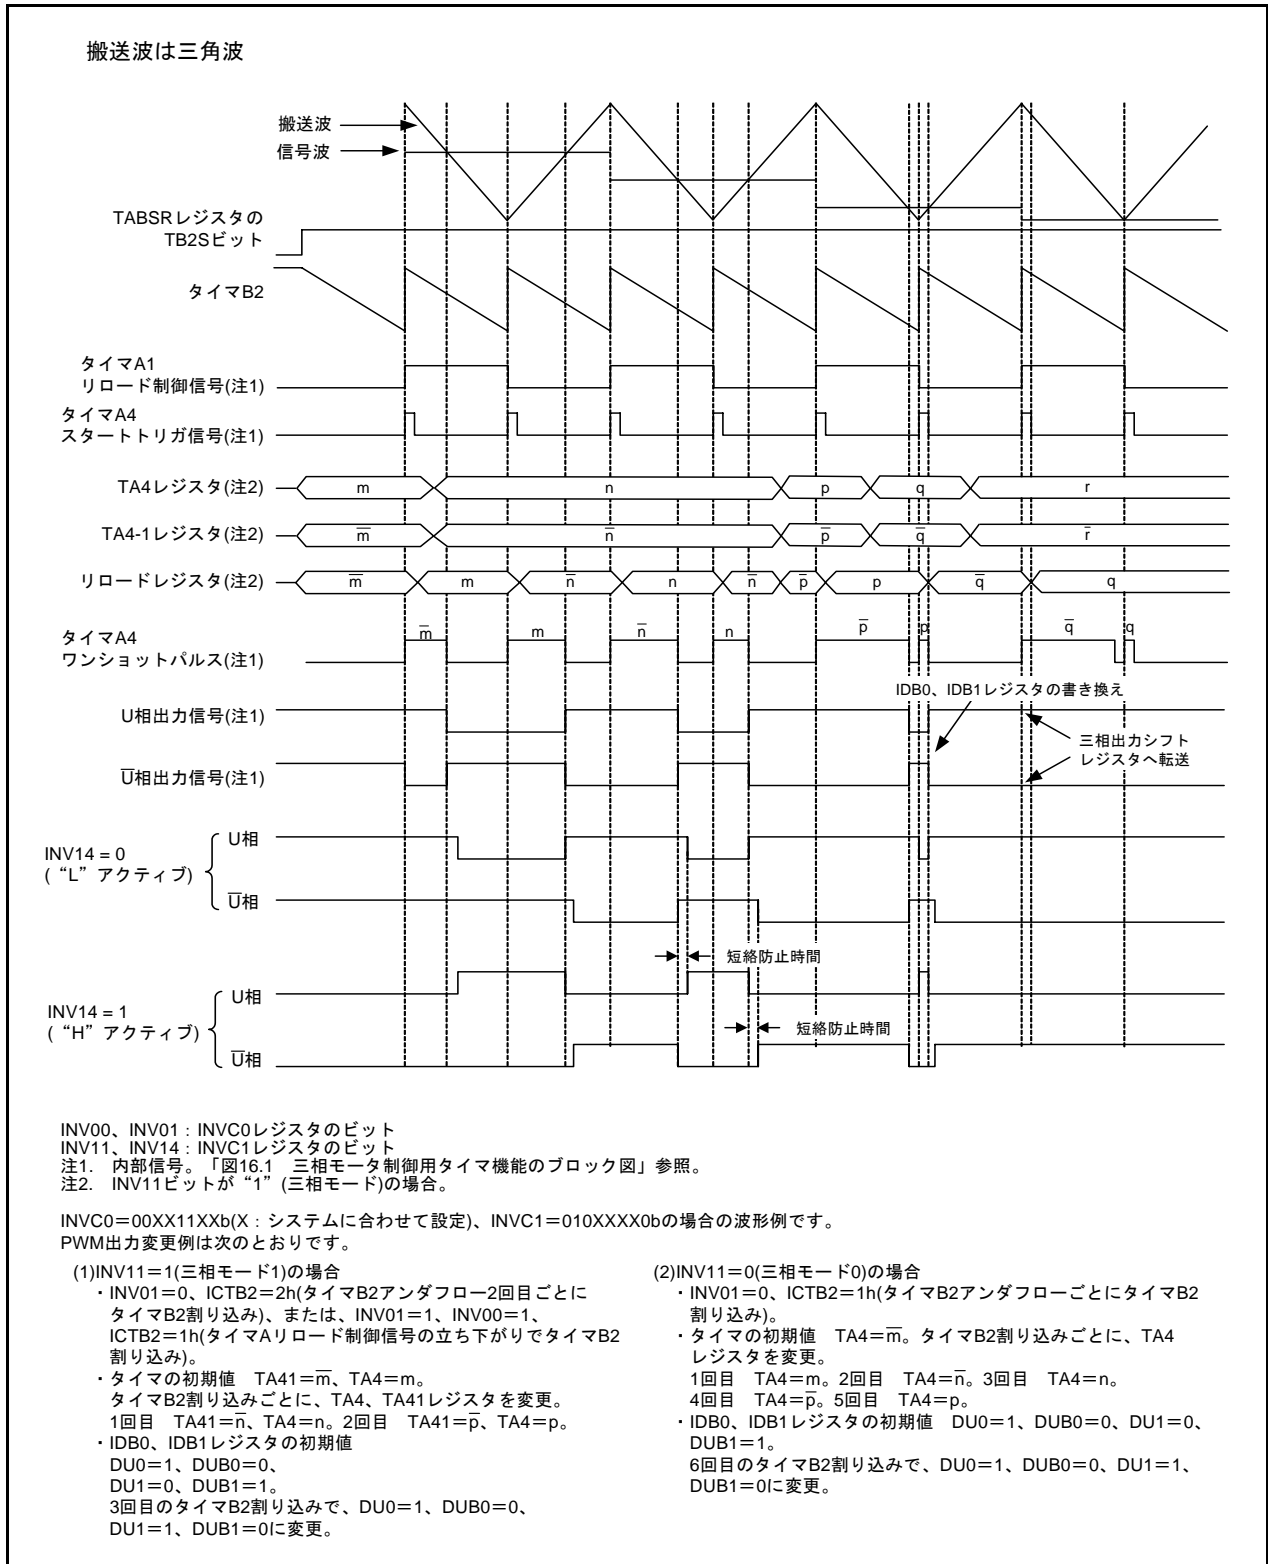 搬送波は三角波
搬送波
信号波
TABSRレジスタの
TB2Sビット
タイマB2
タイマA1
リロード制御信号(注1)
タイマA4
スタートトリガ信号(注1)
TA4レジスタ(注2)
m n p q r
TA4-1レジスタ(注2)
m̅ n̅ p̅ q̅ r̅
リロードレジスタ(注2)
m̅ m n̅ n n̅ p̅ p q̅ q
タイマA4
ワンショットパルス(注1)
m̅ m n̅ n p̅ p q̅ q
IDB0、IDB1レジスタの書き換え
U相出力信号(注1)
三相出力シフト
レジスタへ転送
U̅相出力信号(注1)
INV14 = 0
( “L” アクティブ)
U相
U̅相
短絡防止時間
INV14 = 1
( “H” アクティブ)
U相
短絡防止時間
U̅相
INV00、INV01：INVC0レジスタのビット
INV11、INV14：INVC1レジスタのビット
注1. 内部信号。「図16.1 三相モータ制御用タイマ機能のブロック図」参照。
注2. INV11ビットが“1”(三相モード)の場合。
INVC0＝00XX11XXb(X：システムに合わせて設定)、INVC1＝010XXXX0bの場合の波形例です。
PWM出力変更例は次のとおりです。
(1)INV11＝1(三相モード1)の場合
・INV01＝0、ICTB2＝2h(タイマB2アンダフロー2回目ごとに
タイマB2割り込み)、または、INV01＝1、INV00＝1、
ICTB2＝1h(タイマAリロード制御信号の立ち下がりでタイマB2
割り込み)。
・タイマの初期値 TA41＝m̅、TA4＝m。
タイマB2割り込みごとに、TA4、TA41レジスタを変更。
1回目 TA41＝n̅、TA4＝n。2回目 TA41＝p̅、TA4＝p。
・IDB0、IDB1レジスタの初期値
DU0＝1、DUB0＝0、
DU1＝0、DUB1＝1。
3回目のタイマB2割り込みで、DU0＝1、DUB0＝0、
DU1＝1、DUB1＝0に変更。
(2)INV11＝0(三相モード0)の場合
・INV01＝0、ICTB2＝1h(タイマB2アンダフローごとにタイマB2
割り込み)。
・タイマの初期値 TA4＝m̅。タイマB2割り込みごとに、TA4
レジスタを変更。
1回目 TA4＝m。2回目 TA4＝n̅。3回目 TA4＝n。
4回目 TA4＝p̅。5回目 TA4＝p。
・IDB0、IDB1レジスタの初期値 DU0＝1、DUB0＝0、DU1＝0、
DUB1＝1。
6回目のタイマB2割り込みで、DU0＝1、DUB0＝0、DU1＝1、
DUB1＝0に変更。